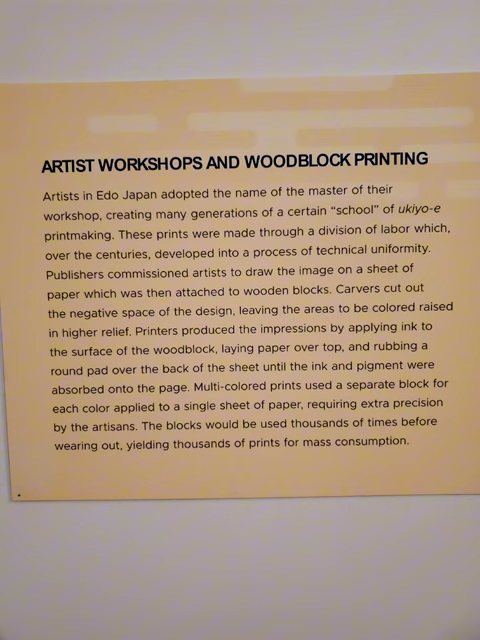 ARTIST WORKSHOPS AND WOODBLOCK PRINTING
Artists in Edo Japan adopted the name of the master of their
workshop, creating many generations of a certain “school” of ukiyo-e
printmaking. These prints were made through a division of labor which,
over the centuries, developed into a process of technical uniformity.
Publishers commissioned artists to draw the image on a sheet of
paper which was then attached to wooden blocks. Carvers cut out
the negative space of the design, leaving the areas to be colored raised
in higher relief. Printers produced the impressions by applying ink to
the surface of the woodblock, laying paper over top, and rubbing a
round pad over the back of the sheet until the ink and pigment were
absorbed onto the page. Multi-colored prints used a separate block for
each color applied to a single sheet of paper, requiring extra precision
by the artisans. The blocks would be used thousands of times before
wearing out, yielding thousands of prints for mass consumption.